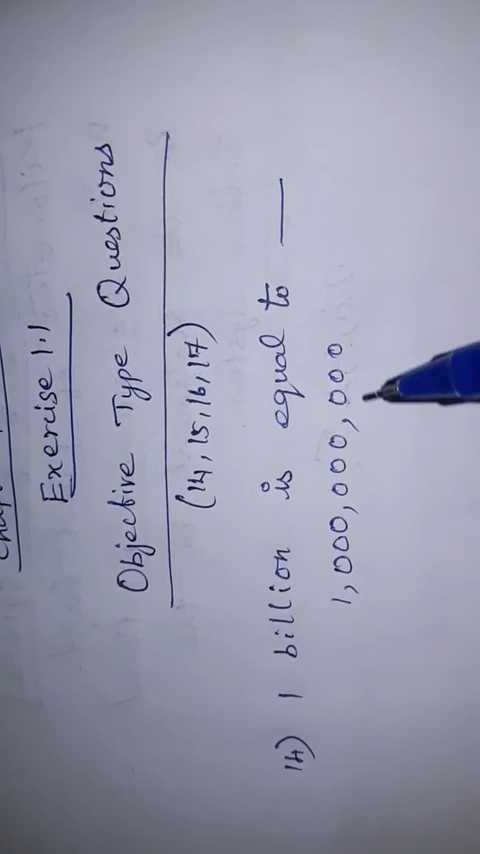 Exercise 1.1
Objective Type Questions
(14, 15, 16, 17)
14) 1 billion is equal to —
1,000,000,000